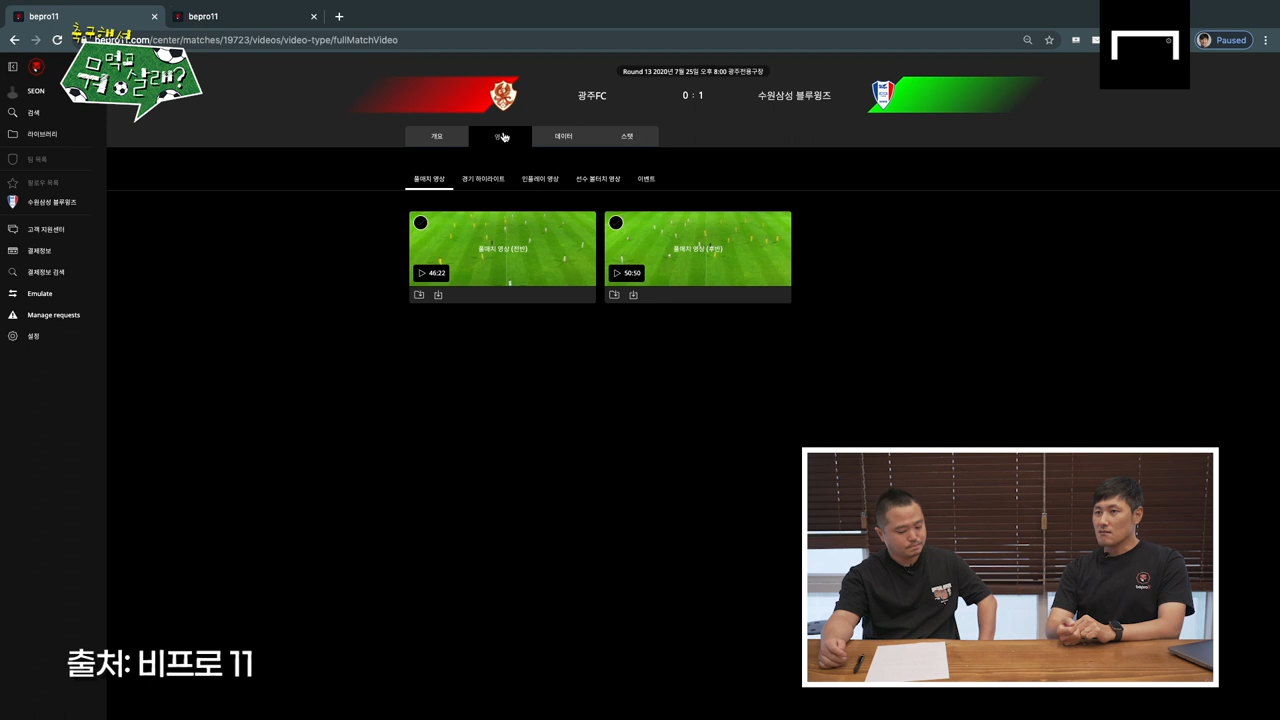 bepro11
bepro11
bepro11.com/center/matches/19723/videos/video-type/fullMatchVideo
Paused
축구해서
뭐 먹고
살래?
SEON
검색
라이브러리
팀 목록
팔로우 목록
수원삼성 블루윙즈
고객 지원센터
결제정보
결제정보 검색
Emulate
Manage requests
설정
Round 13 2020년 7월 25일 오후 8:00 광주전용구장
광주FC
0 : 1
수원삼성 블루윙즈
개요
데이터
스탯
풀매치 영상
경기 하이라이트
인플레이 영상
선수 볼터치 영상
이벤트
풀매치 영상 (전반)
46:22
풀매치 영상 (후반)
50:50
출처: 비프로 11